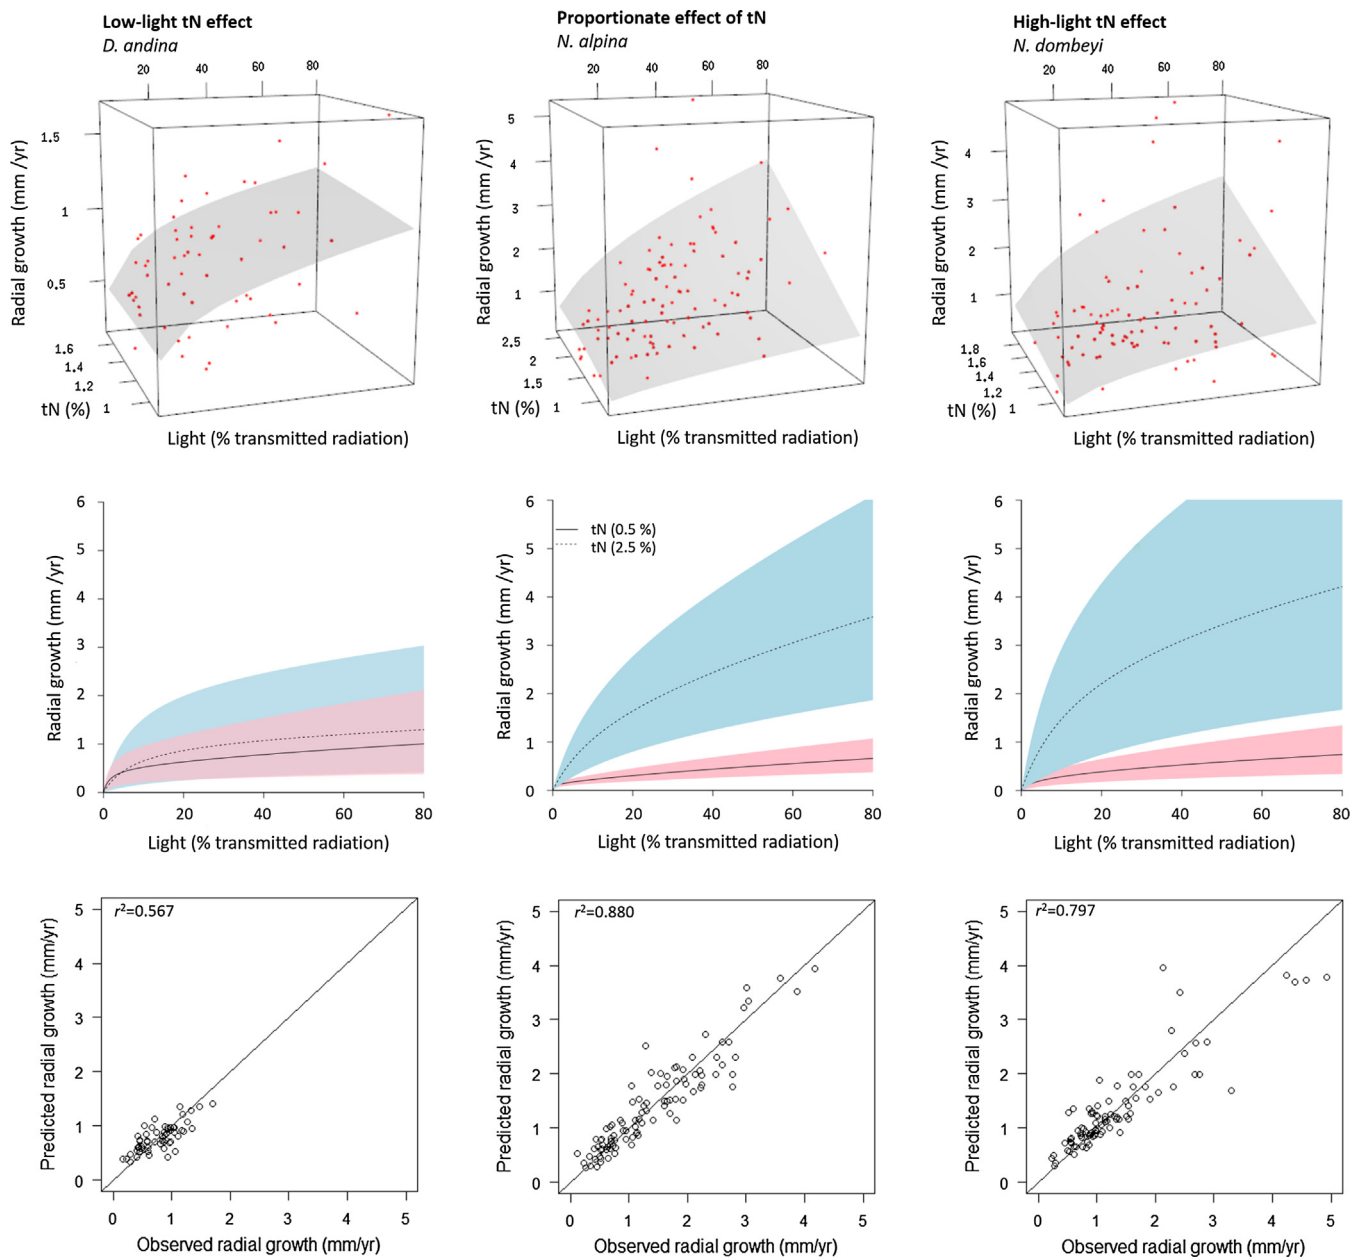 Low-light tN effect
D. andina
Proportionate effect of tN
N. alpina
High-light tN effect
N. dombeyi
20 40 60 80
Radial growth (mm /yr)
1.5
1
0.5
1.6
1.4
1.2
1
tN (%)
Light (% transmitted radiation)
20 40 60 80
Radial growth (mm /yr)
5
4
3
2
1
2.5
2
1.5
1
tN (%)
Light (% transmitted radiation)
20 40 60 80
Radial growth (mm /yr)
4
3
2
1
1.8
1.6
1.4
1.2
1
tN (%)
Light (% transmitted radiation)
Radial growth (mm /yr)
6
5
4
3
2
1
0
0 20 40 60 80
Light (% transmitted radiation)
Radial growth (mm /yr)
6
5
4
3
2
1
0
tN (0.5 %)
tN (2.5 %)
0 20 40 60 80
Light (% transmitted radiation)
Radial growth (mm /yr)
6
5
4
3
2
1
0
0 20 40 60 80
Light (% transmitted radiation)
r²=0.567
Predicted radial growth (mm/yr)
5
4
3
2
1
0
0 1 2 3 4 5
Observed radial growth (mm/yr)
r²=0.880
Predicted radial growth (mm/yr)
5
4
3
2
1
0
0 1 2 3 4 5
Observed radial growth (mm/yr)
r²=0.797
Predicted radial growth (mm/yr)
5
4
3
2
1
0
0 1 2 3 4 5
Observed radial growth (mm/yr)